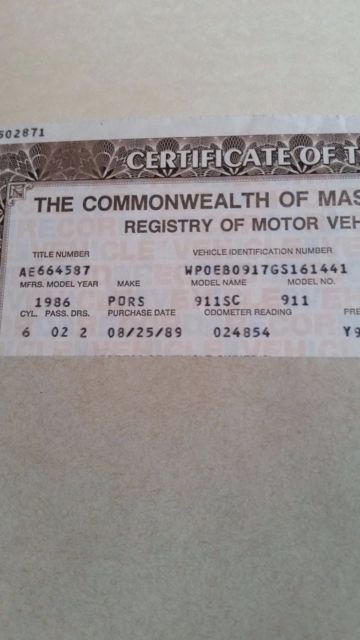 502871
CERTIFICATE OF T
THE COMMONWEALTH OF MAS
REGISTRY OF MOTOR VEH
TITLE NUMBER VEHICLE IDENTIFICATION NUMBER
AE664587 WP0EB0917GS161441
MFRS. MODEL YEAR MAKE MODEL NAME MODEL NO.
1986 PORS 911SC 911
CYL. PASS. DRS. PURCHASE DATE ODOMETER READING PRE
6 02 2 08/25/89 024854 Y9